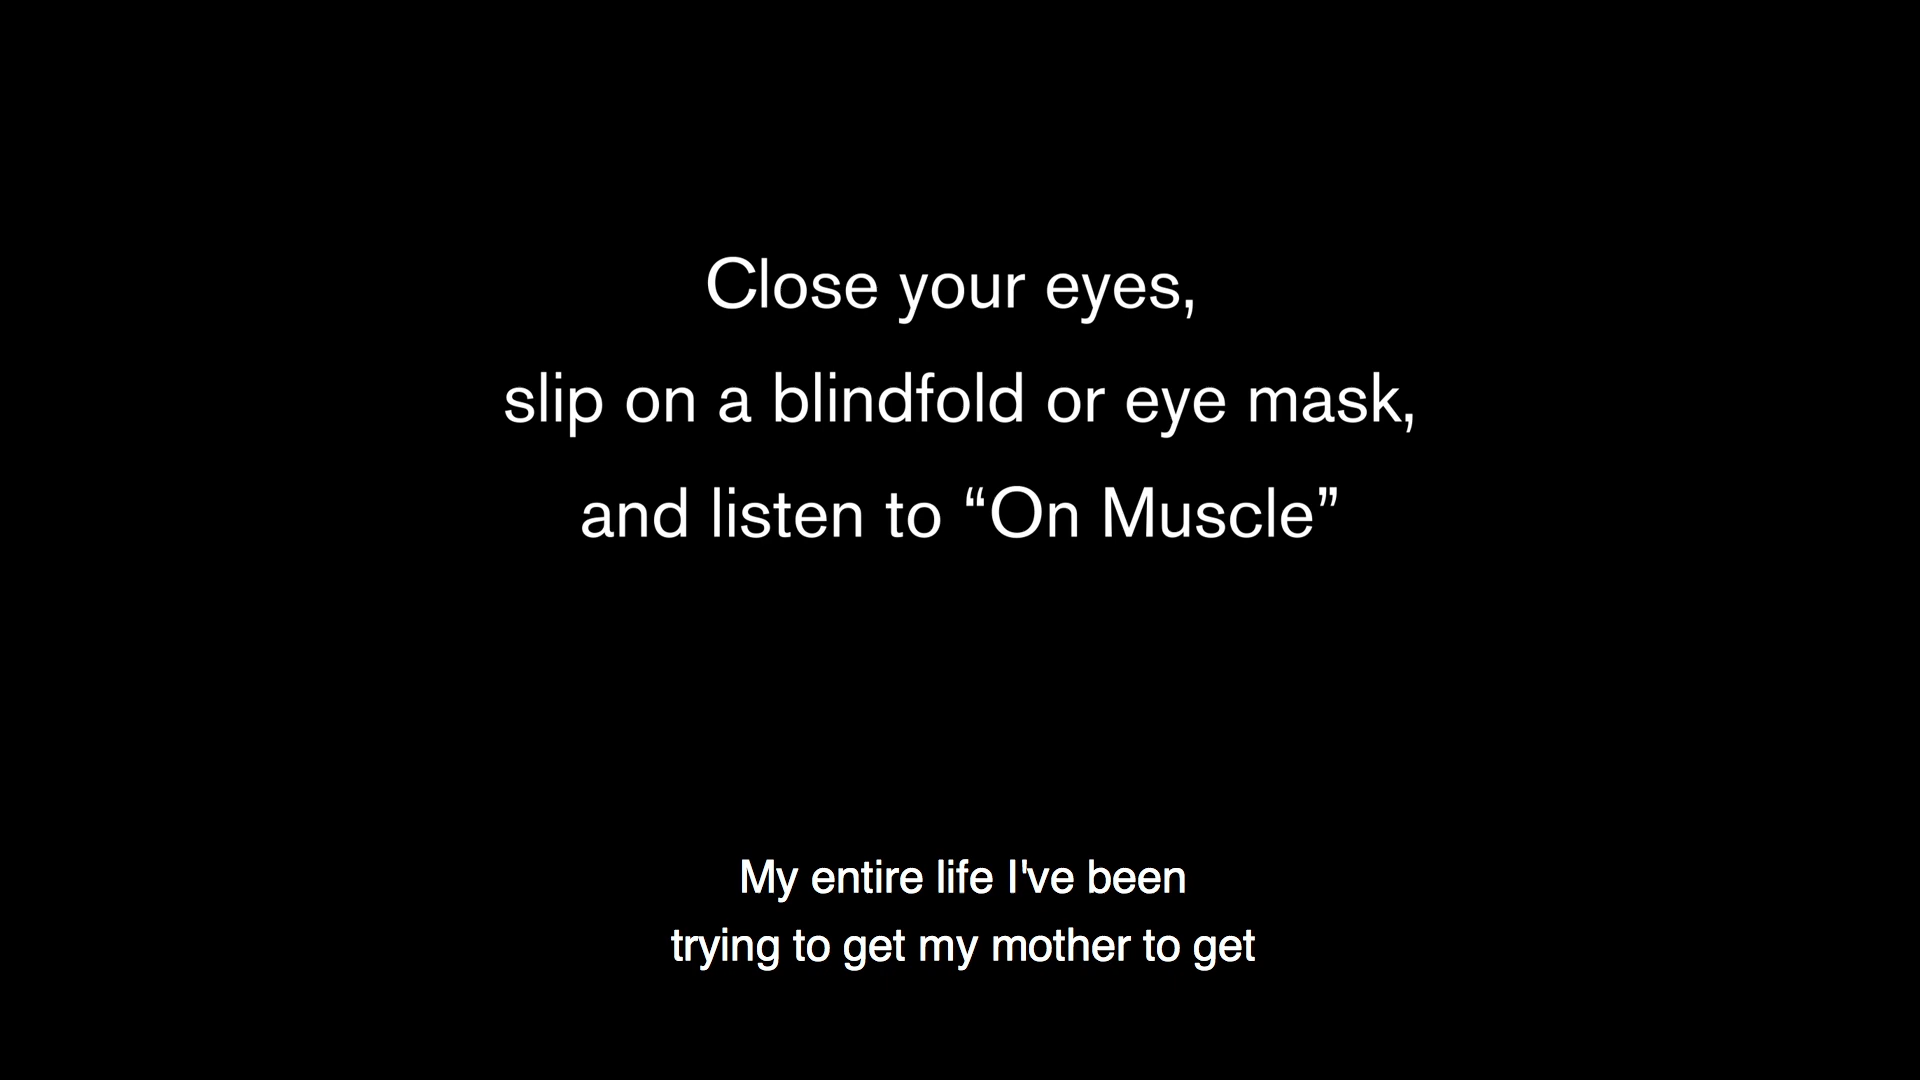 Close your eyes,
slip on a blindfold or eye mask,
and listen to “On Muscle”
My entire life I've been
trying to get my mother to get